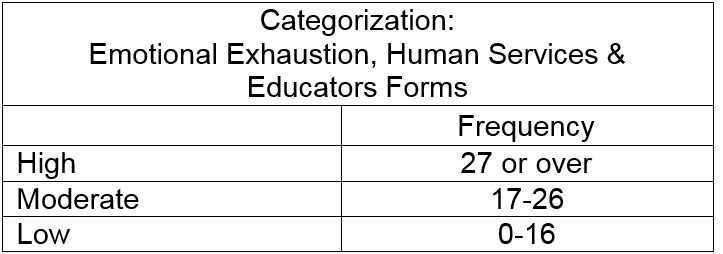 Categorization:
Emotional Exhaustion, Human Services &
Educators Forms
Frequency
High 27 or over
Moderate 17-26
Low 0-16